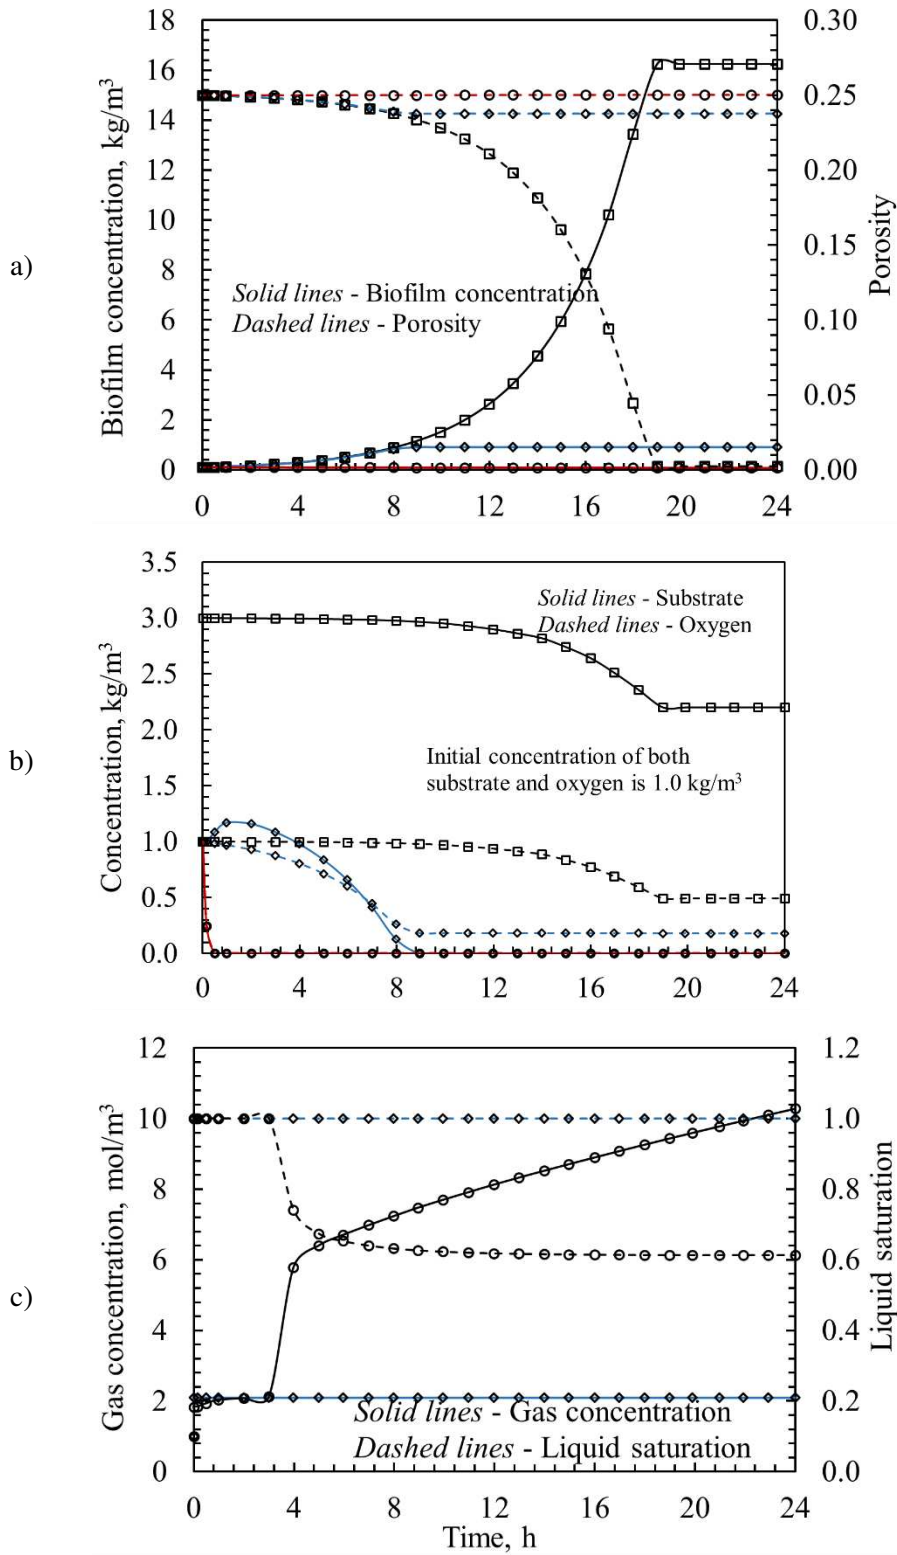 a)
Biofilm concentration, kg/m³
18
16
14
12
10
8
6
4
2
0
Solid lines - Biofilm concentration
Dashed lines - Porosity
0.30
0.25
0.20
0.15
0.10
0.05
0.00
Porosity
0 4 8 12 16 20 24
b)
Concentration, kg/m³
3.5
3.0
2.5
2.0
1.5
1.0
0.5
0.0
Solid lines - Substrate
Dashed lines - Oxygen
Initial concentration of both
substrate and oxygen is 1.0 kg/m³
0 4 8 12 16 20 24
c)
Gas concentration, mol/m³
12
10
8
6
4
2
0
Solid lines - Gas concentration
Dashed lines - Liquid saturation
1.2
1.0
0.8
0.6
0.4
0.2
0.0
Liquid saturation
0 4 8 12 16 20 24
Time, h